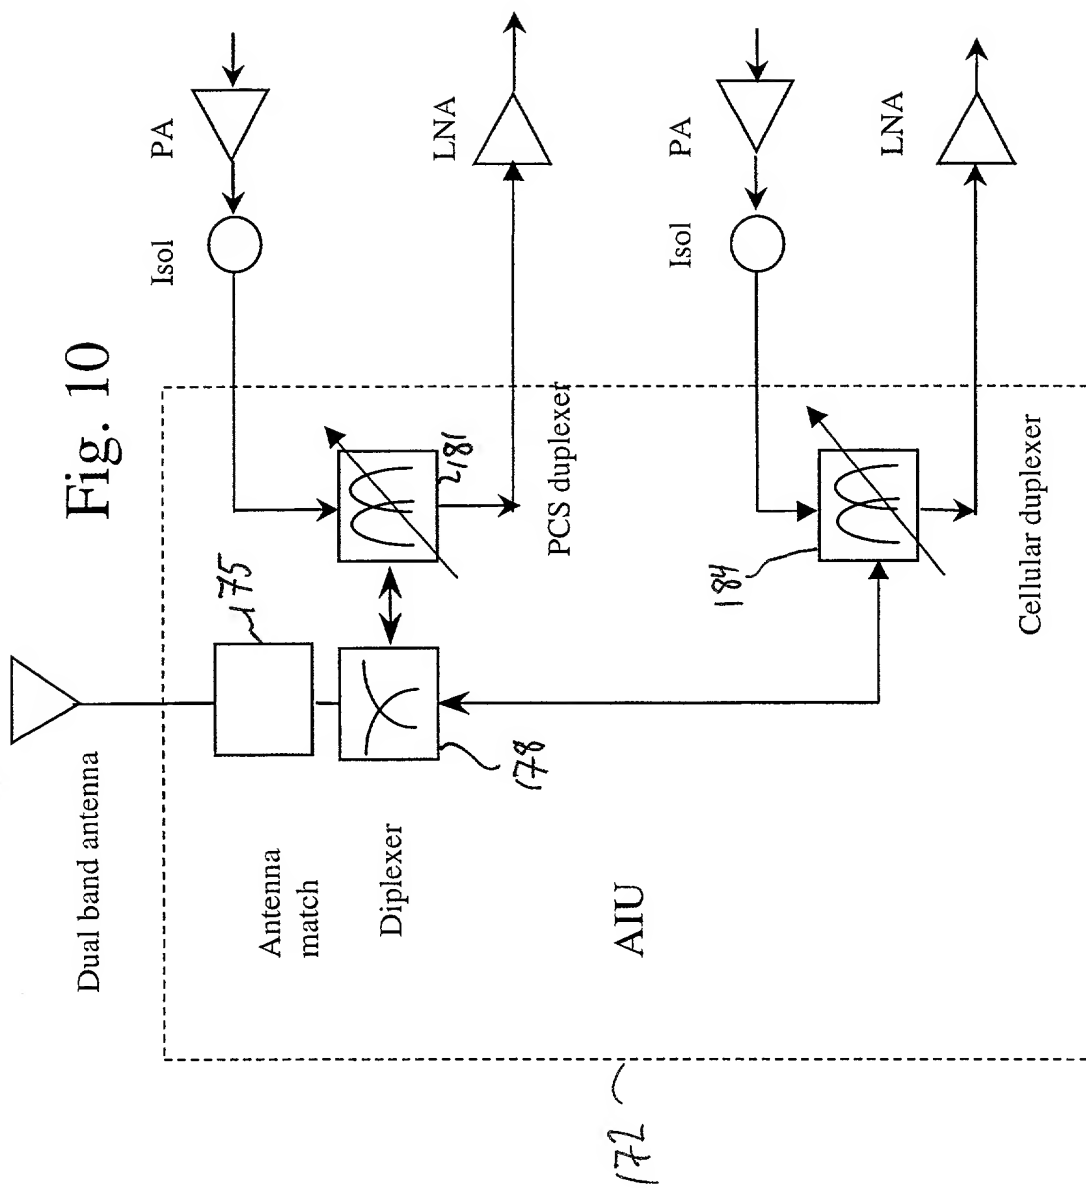 Fig. 10
Dual band antenna
Antenna
match
175
Diplexer
178
181
PCS duplexer
Isol
PA
LNA
AIU
184
Cellular duplexer
Isol
PA
LNA
172